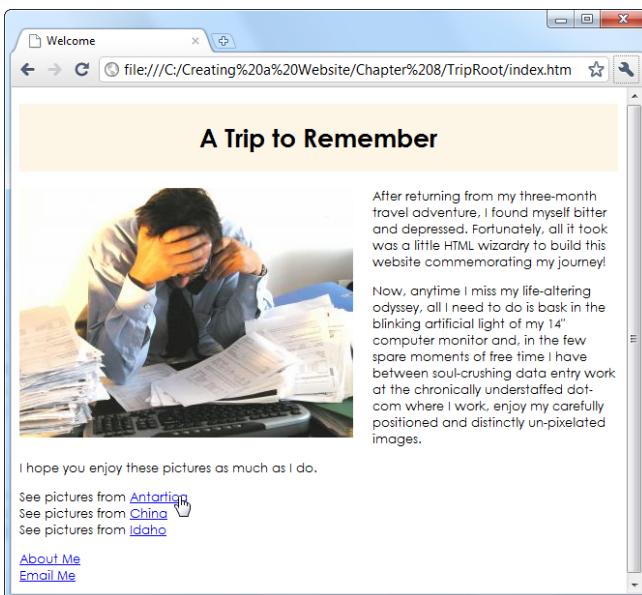 Welcome
file:///C:/Creating%20a%20Website/Chapter%208/TripRoot/index.htm
A Trip to Remember
After returning from my three-month
travel adventure, I found myself bitter
and depressed. Fortunately, all it took
was a little HTML wizardry to build this
website commemorating my journey!
Now, anytime I miss my life-altering
odyssey, all I need to do is bask in the
blinking artificial light of my 14"
computer monitor and, in the few
spare moments of free time I have
between soul-crushing data entry work
at the chronically understaffed dot-
com where I work, enjoy my carefully
positioned and distinctly un-pixelated
images.
I hope you enjoy these pictures as much as I do.
See pictures from Antartica
See pictures from China
See pictures from Idaho
About Me
Email Me